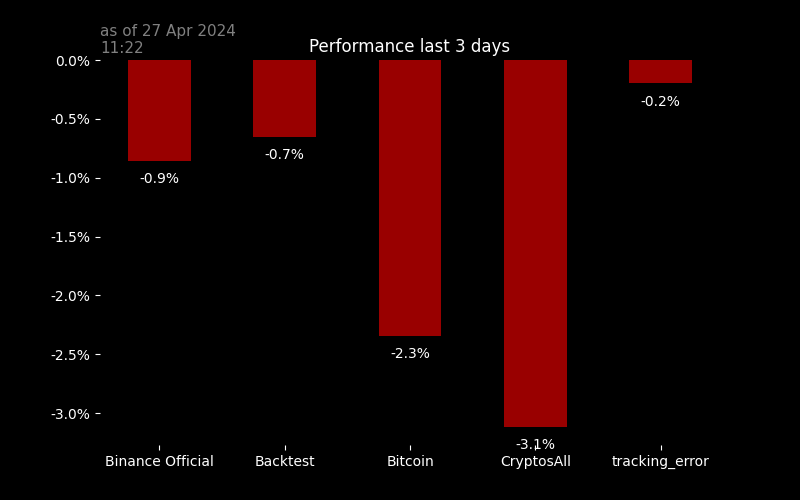 as of 27 Apr 2024
11:22
Performance last 3 days
0.0%
-0.5%
-1.0%
-1.5%
-2.0%
-2.5%
-3.0%
-0.9%
-0.7%
-2.3%
-3.1%
-0.2%
Binance Official
Backtest
Bitcoin
CryptosAll
tracking_error